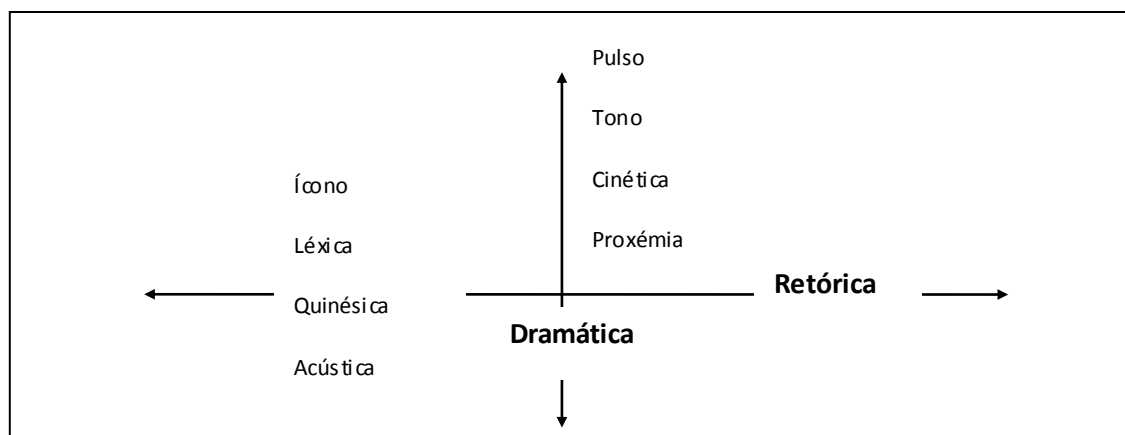 Pulso
Tono
Cinética
Proxémia
Ícono
Léxica
Quinésica
Acústica
Retórica
Dramática